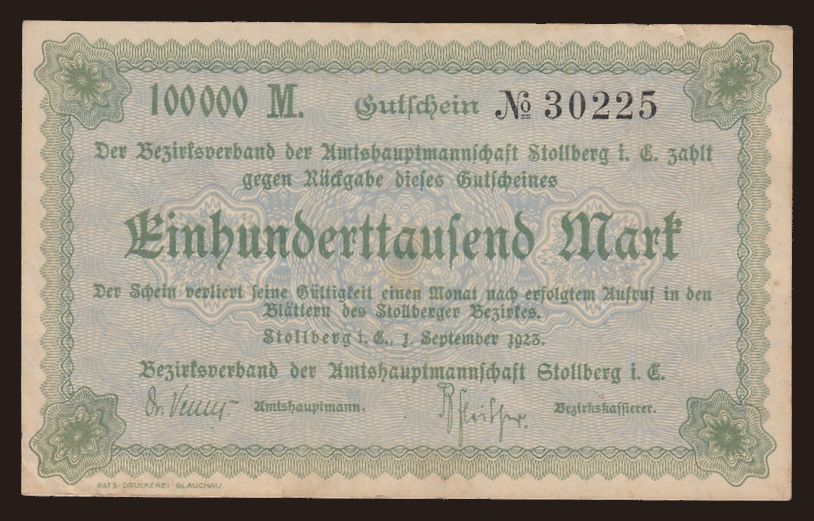 100000 M. Gutschein № 30225
Der Bezirksverband der Amtshauptmannschaft Stollberg i. E. zahlt
gegen Rückgabe dieses Gutscheines
Einhunderttausend Mark
Der Schein verliert seine Gültigkeit einen Monat nach erfolgtem Aufruf in den
Blättern des Stollberger Bezirkes.
Stollberg i. E., 1. September 1923.
Bezirksverband der Amtshauptmannschaft Stollberg i. E.
Amtshauptmann. Bezirkskassierer.
RATS-DRUCKEREI GLAUCHAU